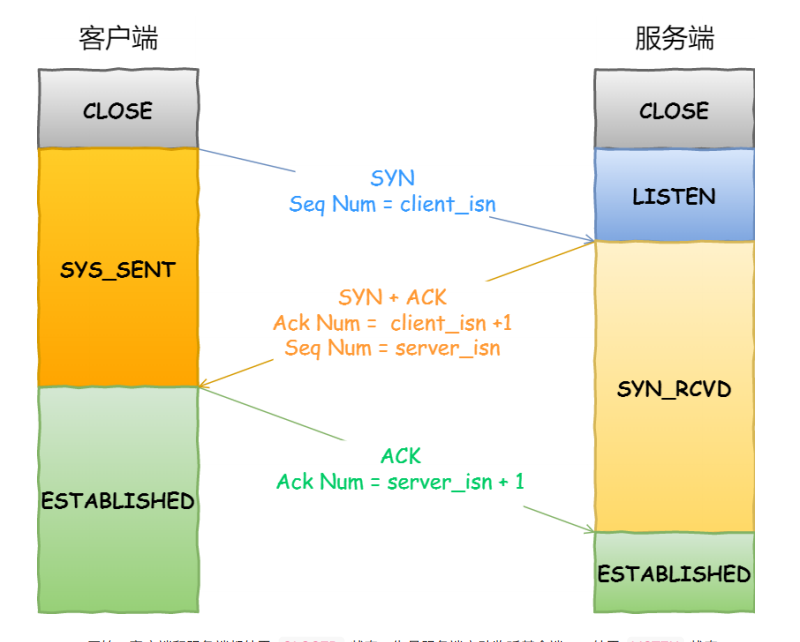 客户端
服务端
CLOSE
CLOSE
SYN
Seq Num = client_isn
LISTEN
SYS_SENT
SYN + ACK
Ack Num = client_isn +1
Seq Num = server_isn
SYN_RCVD
ACK
Ack Num = server_isn + 1
ESTABLISHED
ESTABLISHED